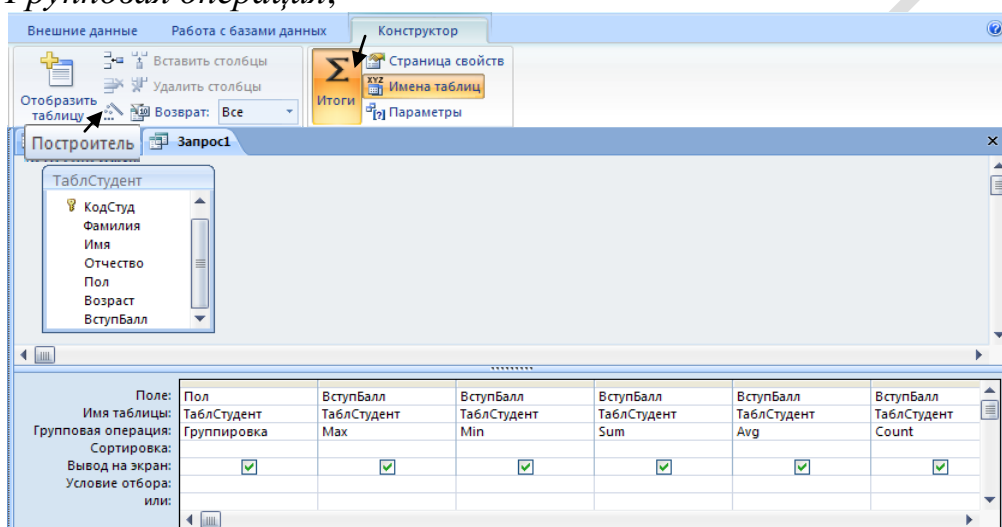 Групповая операция;
Внешние данные Работа с базами данных Конструктор
Отобразить таблицу
Вставить столбцы
Удалить столбцы
Возврат: Все
Итоги
Страница свойств
Имена таблиц
Параметры
Построитель
Запрос1
ТаблСтудент
КодСтуд
Фамилия
Имя
Отчество
Пол
Возраст
ВступБалл
Поле: Пол ВступБалл ВступБалл ВступБалл ВступБалл ВступБалл
Имя таблицы: ТаблСтудент ТаблСтудент ТаблСтудент ТаблСтудент ТаблСтудент ТаблСтудент
Групповая операция: Группировка Max Min Sum Avg Count
Сортировка:
Вывод на экран:
Условие отбора:
или: